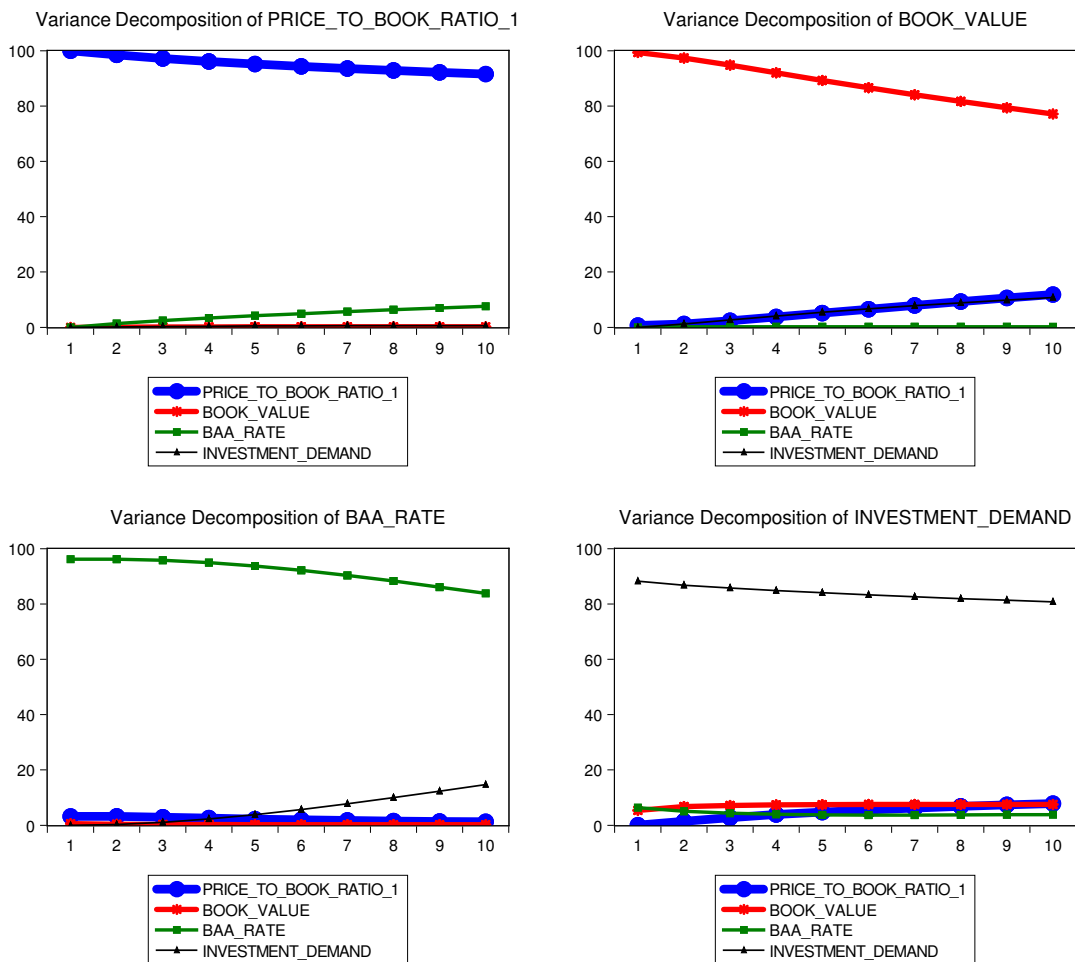 Variance Decomposition of PRICE_TO_BOOK_RATIO_1
100
80
60
40
20
0
1 2 3 4 5 6 7 8 9 10
PRICE_TO_BOOK_RATIO_1
BOOK_VALUE
BAA_RATE
INVESTMENT_DEMAND
Variance Decomposition of BOOK_VALUE
100
80
60
40
20
0
1 2 3 4 5 6 7 8 9 10
PRICE_TO_BOOK_RATIO_1
BOOK_VALUE
BAA_RATE
INVESTMENT_DEMAND
Variance Decomposition of BAA_RATE
100
80
60
40
20
0
1 2 3 4 5 6 7 8 9 10
PRICE_TO_BOOK_RATIO_1
BOOK_VALUE
BAA_RATE
INVESTMENT_DEMAND
Variance Decomposition of INVESTMENT_DEMAND
100
80
60
40
20
0
1 2 3 4 5 6 7 8 9 10
PRICE_TO_BOOK_RATIO_1
BOOK_VALUE
BAA_RATE
INVESTMENT_DEMAND